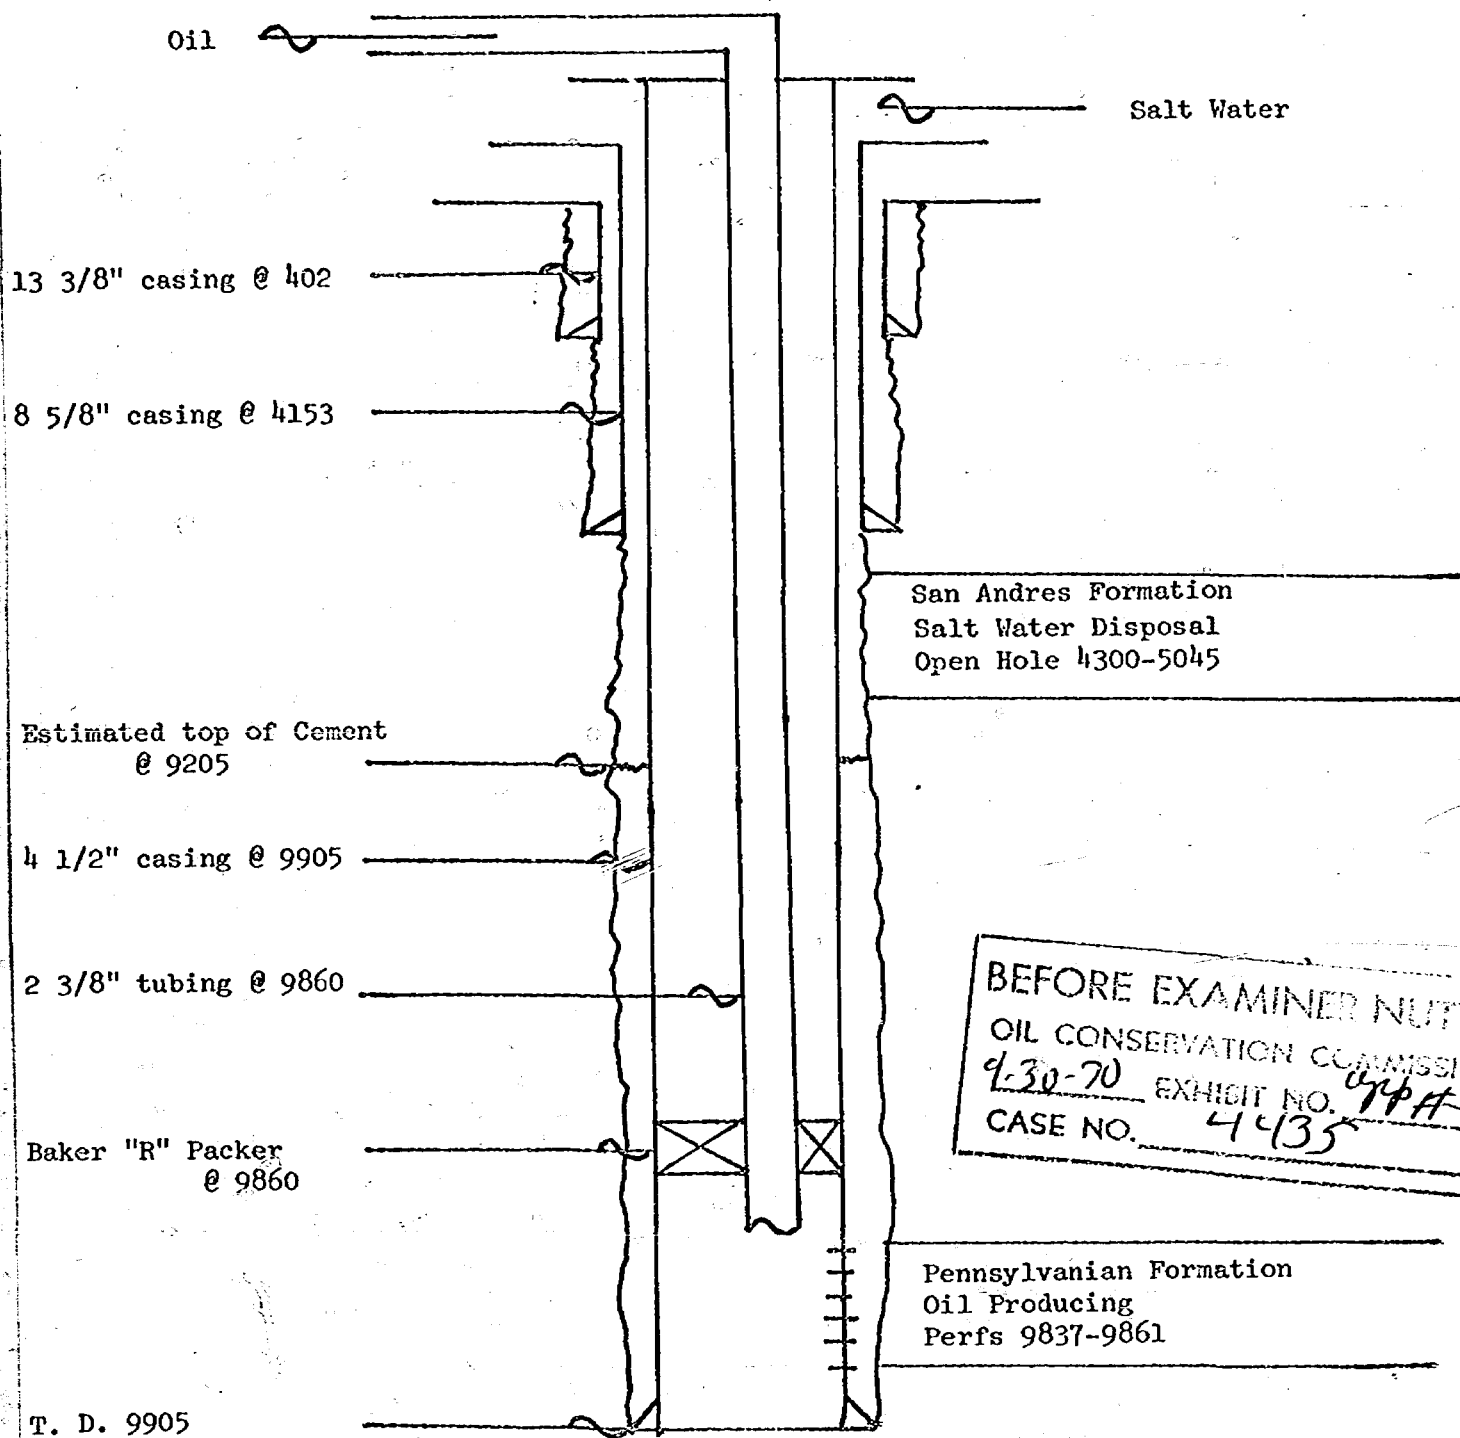 Oil
Salt Water
13 3/8" casing @ 402
8 5/8" casing @ 4153
San Andres Formation
Salt Water Disposal
Open Hole 4300-5045
Estimated top of Cement
@ 9205
4 1/2" casing @ 9905
2 3/8" tubing @ 9860
BEFORE EXAMINER NUT
OIL CONSERVATION COMMISSI
9-30-70 EXHIBIT NO.
CASE NO. 4435
Baker "R" Packer
@ 9860
Pennsylvanian Formation
Oil Producing
Perfs 9837-9861
T. D. 9905